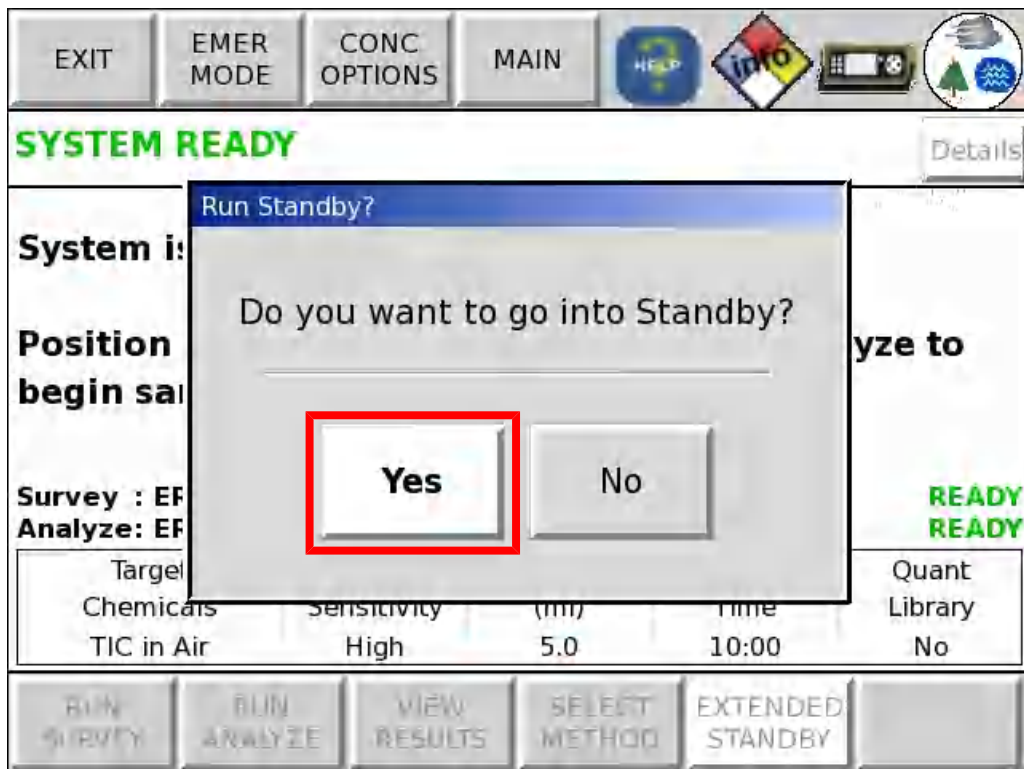 EXIT
EMER
MODE
CONC
OPTIONS
MAIN
HELP
info
SYSTEM READY
Details
Run Standby?
System is
Do you want to go into Standby?
Position
yze to
begin sa
Yes
No
Survey : ER
READY
Analyze: ER
READY
Target
Quant
Chemicals Sensitivity (ml) Time Library
TIC in Air High 5.0 10:00 No
RUN
SURVEY
RUN
ANALYZE
VIEW
RESULTS
SELECT
METHOD
EXTENDED
STANDBY